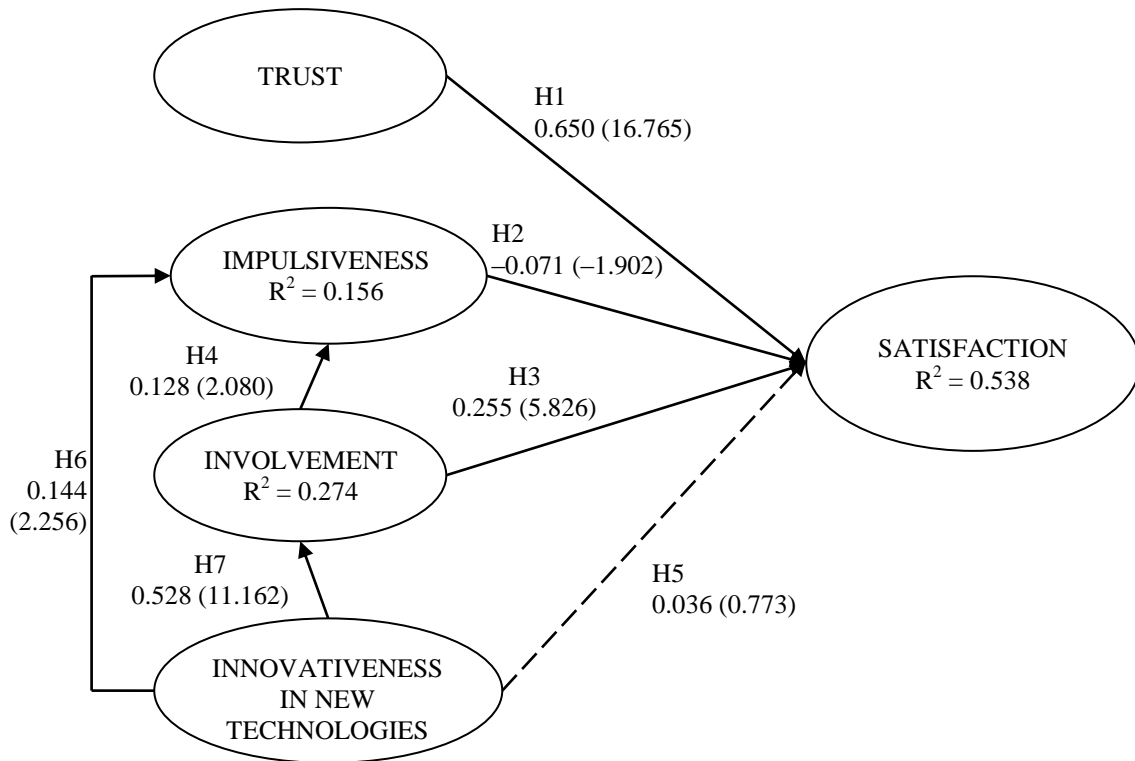 TRUST
H1
0.650 (16.765)
IMPULSIVENESS
R² = 0.156
H2
–0.071 (–1.902)
SATISFACTION
R² = 0.538
H4
0.128 (2.080)
H3
0.255 (5.826)
INVOLVEMENT
R² = 0.274
H6
0.144
(2.256)
H7
0.528 (11.162)
H5
0.036 (0.773)
INNOVATIVENESS
IN NEW
TECHNOLOGIES